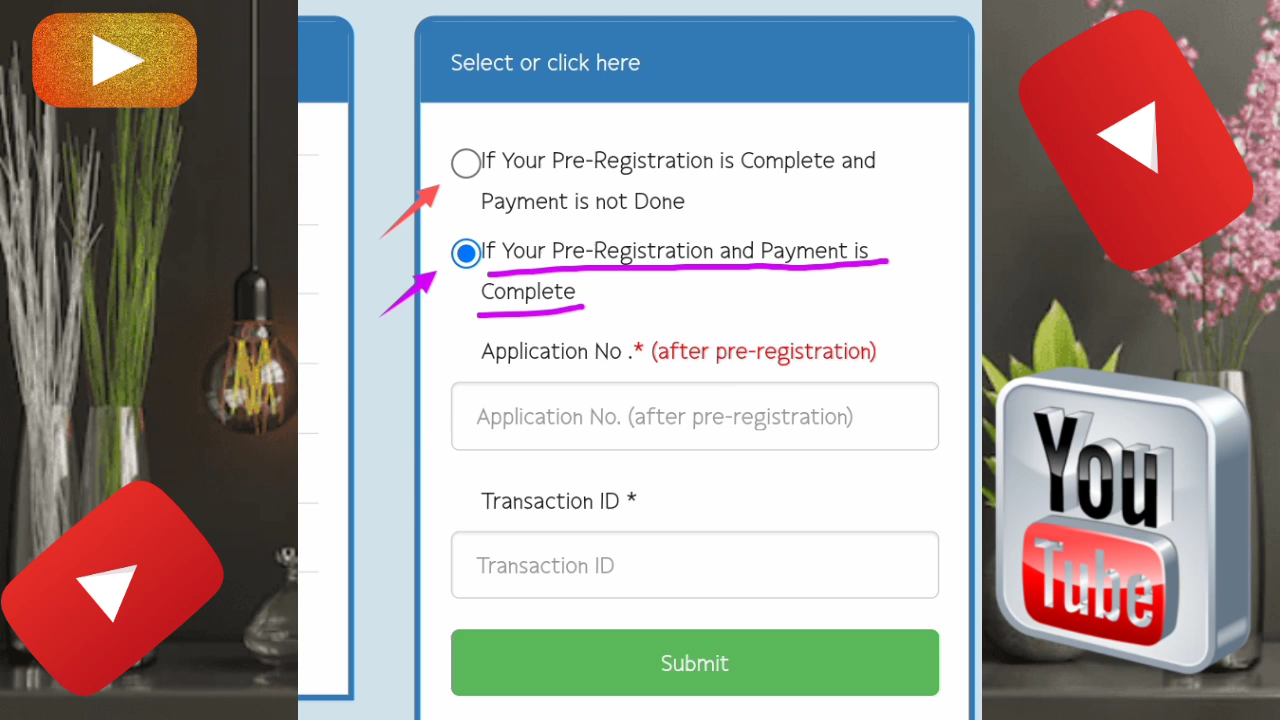 Select or click here
If Your Pre-Registration is Complete and
Payment is not Done
If Your Pre-Registration and Payment is
Complete
Application No .* (after pre-registration)
Application No. (after pre-registration)
Transaction ID *
Transaction ID
Submit
You
Tube